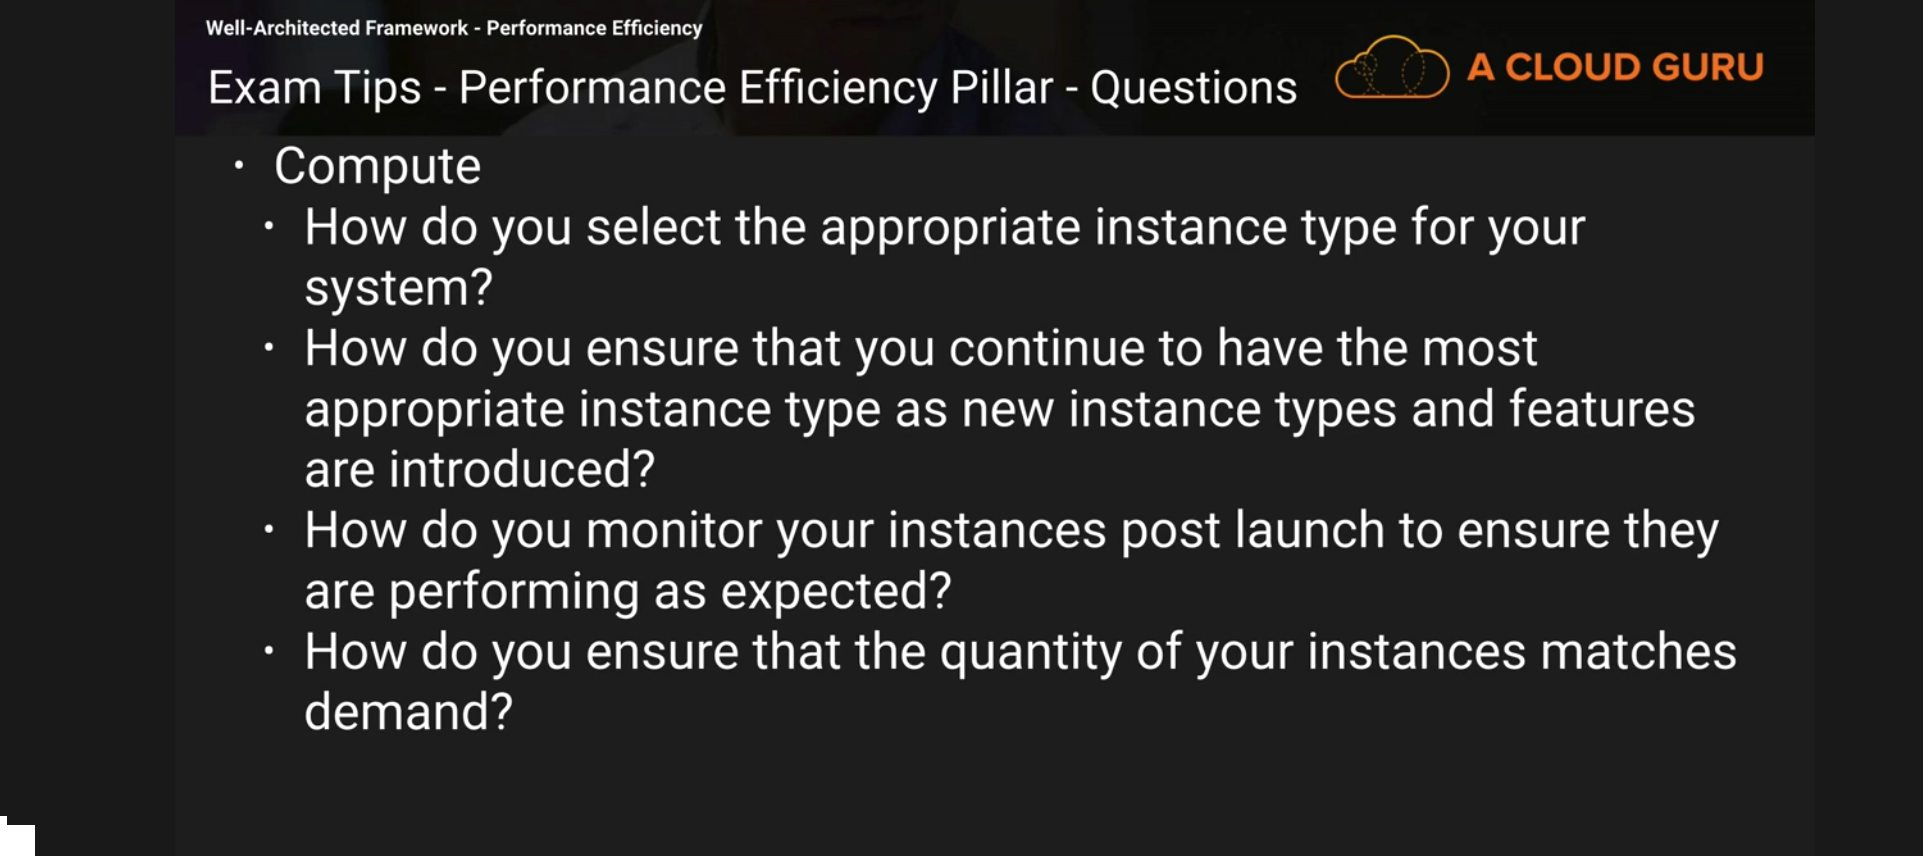 Well-Architected Framework - Performance Efficiency
Exam Tips - Performance Efficiency Pillar - Questions
A CLOUD GURU
• Compute
• How do you select the appropriate instance type for your
system?
• How do you ensure that you continue to have the most
appropriate instance type as new instance types and features
are introduced?
• How do you monitor your instances post launch to ensure they
are performing as expected?
• How do you ensure that the quantity of your instances matches
demand?